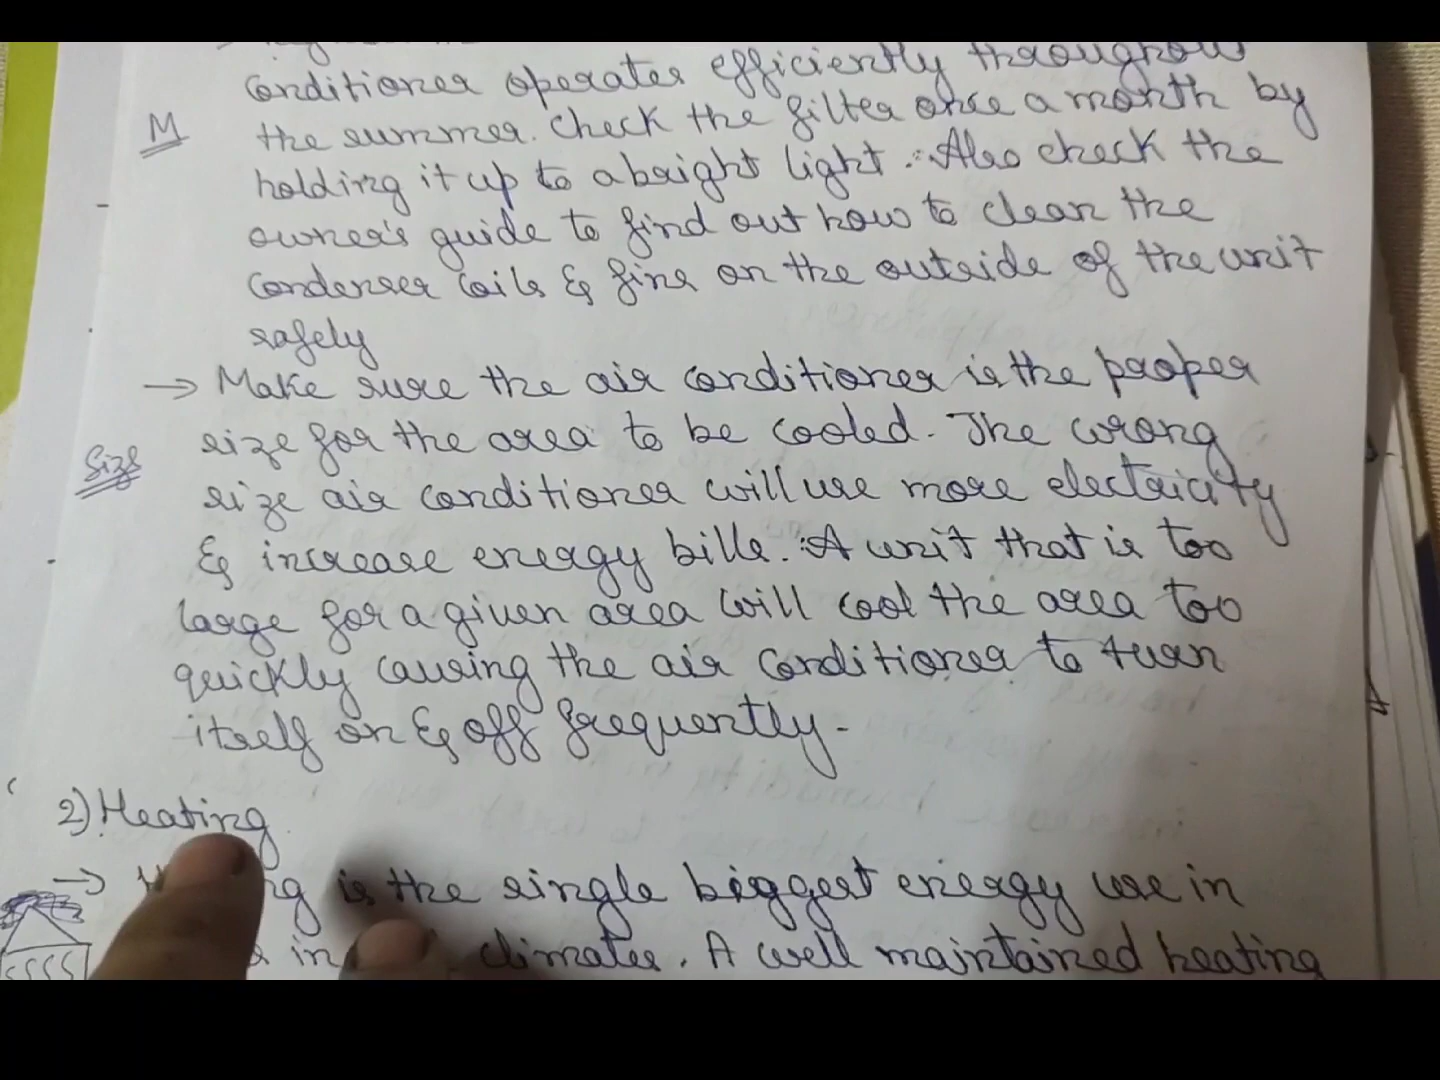 conditioner operates efficiently throughout
M
the summer. Check the filter once a month by
holding it up to a bright light. Also check the
owner's guide to find out how to clean the
condenser coils & fins on the outside of the unit
safely
→ Make sure the air conditioner is the proper
size for the area to be cooled. The wrong
Size
size air conditioner will use more electricity
& increase energy bills. A unit that is too
large for a given area will cool the area too
quickly causing the air conditioner to turn
itself on & off frequently.
2) Heating
→ is the single biggest energy use in
in climates. A well maintained heating